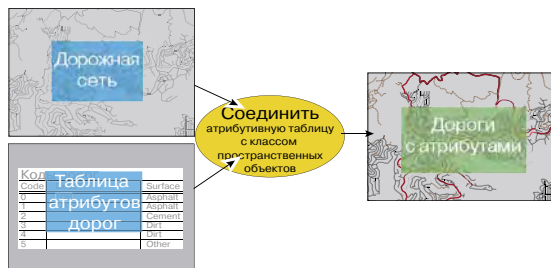 Дорожная
сеть
Соединить
атрибутивную таблицу
с классом
пространственных
объектов
Дороги
с атрибутами
Таблица
атрибутов
дорог
Code Surface
0 Asphalt
1 Asphalt
2 Cement
3 Dirt
4 Dirt
5 Other